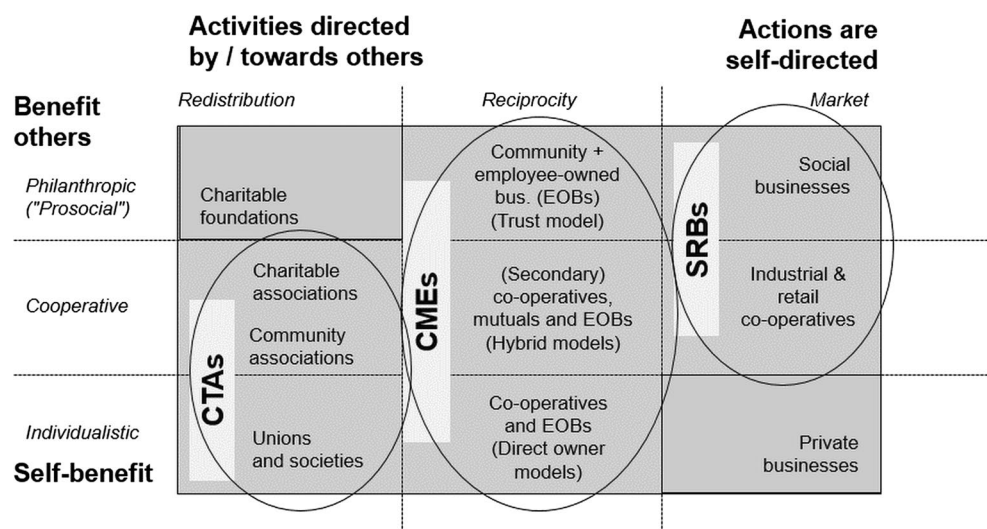 Activities directed
by / towards others
Actions are
self-directed
Redistribution
Reciprocity
Market
Benefit
others
Philanthropic
("Prosocial")
Charitable
foundations
Community +
employee-owned
bus. (EOBs)
(Trust model)
Social
businesses
SRBs
Cooperative
Charitable
associations
Community
associations
CMEs
(Secondary)
co-operatives,
mutuals and EOBs
(Hybrid models)
Industrial &
retail
co-operatives
CTAs
Individualistic
Self-benefit
Unions
and societies
Co-operatives
and EOBs
(Direct owner
models)
Private
businesses